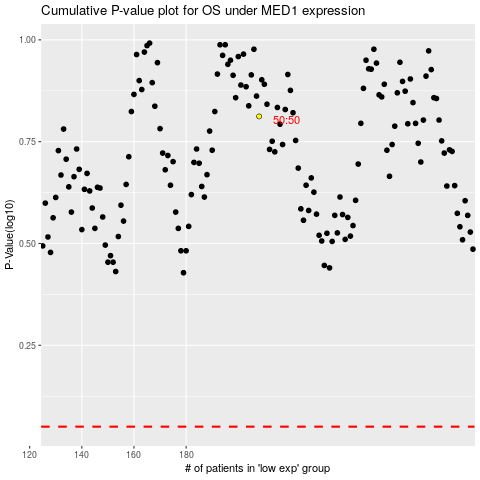 Cumulative P-value plot for OS under MED1 expression
1.00
50:50
0.75
0.50
0.25
P-Value(log10)
120 140 160 180
# of patients in 'low exp' group